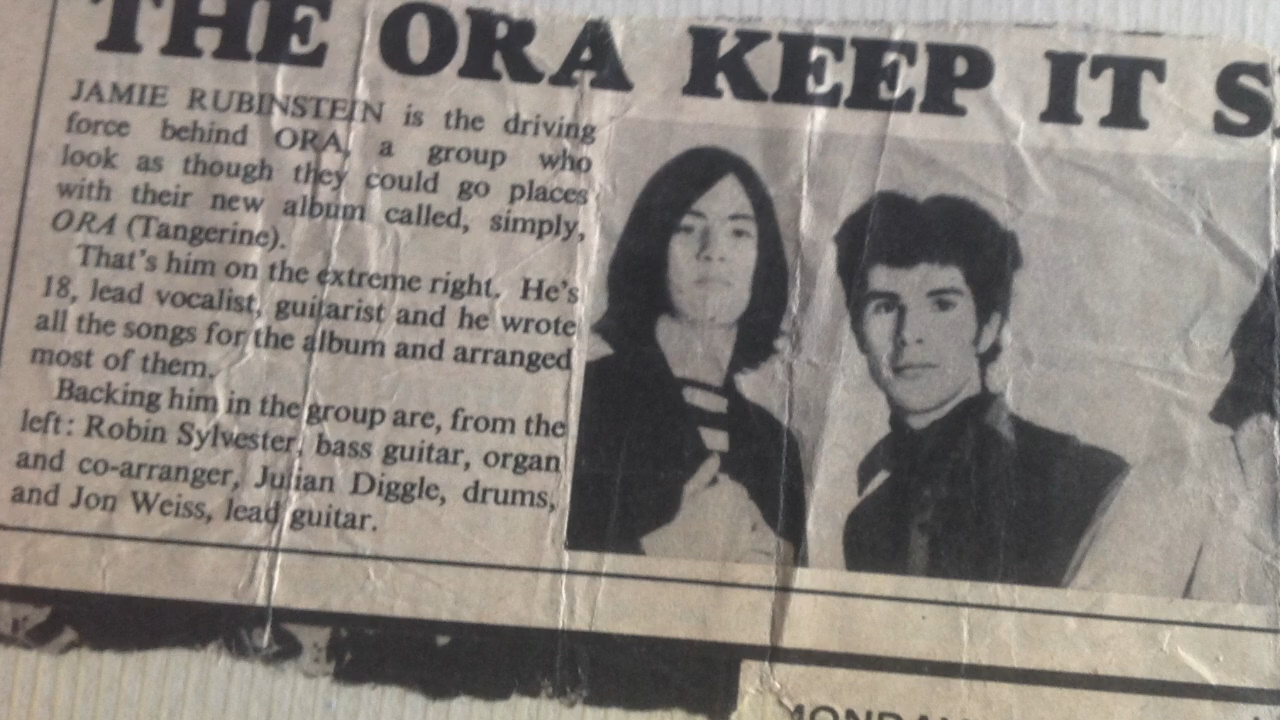 THE ORA KEEP IT S
JAMIE RUBINSTEIN is the driving
force behind ORA, a group who
look as though they could go places
with their new album called, simply,
ORA (Tangerine).
That's him on the extreme right. He's
18, lead vocalist, guitarist and he wrote
all the songs for the album and arranged
most of them.
Backing him in the group are, from the
left: Robin Sylvester, bass guitar, organ
and co-arranger, Julian Diggle, drums,
and Jon Weiss, lead guitar.
MONDAY